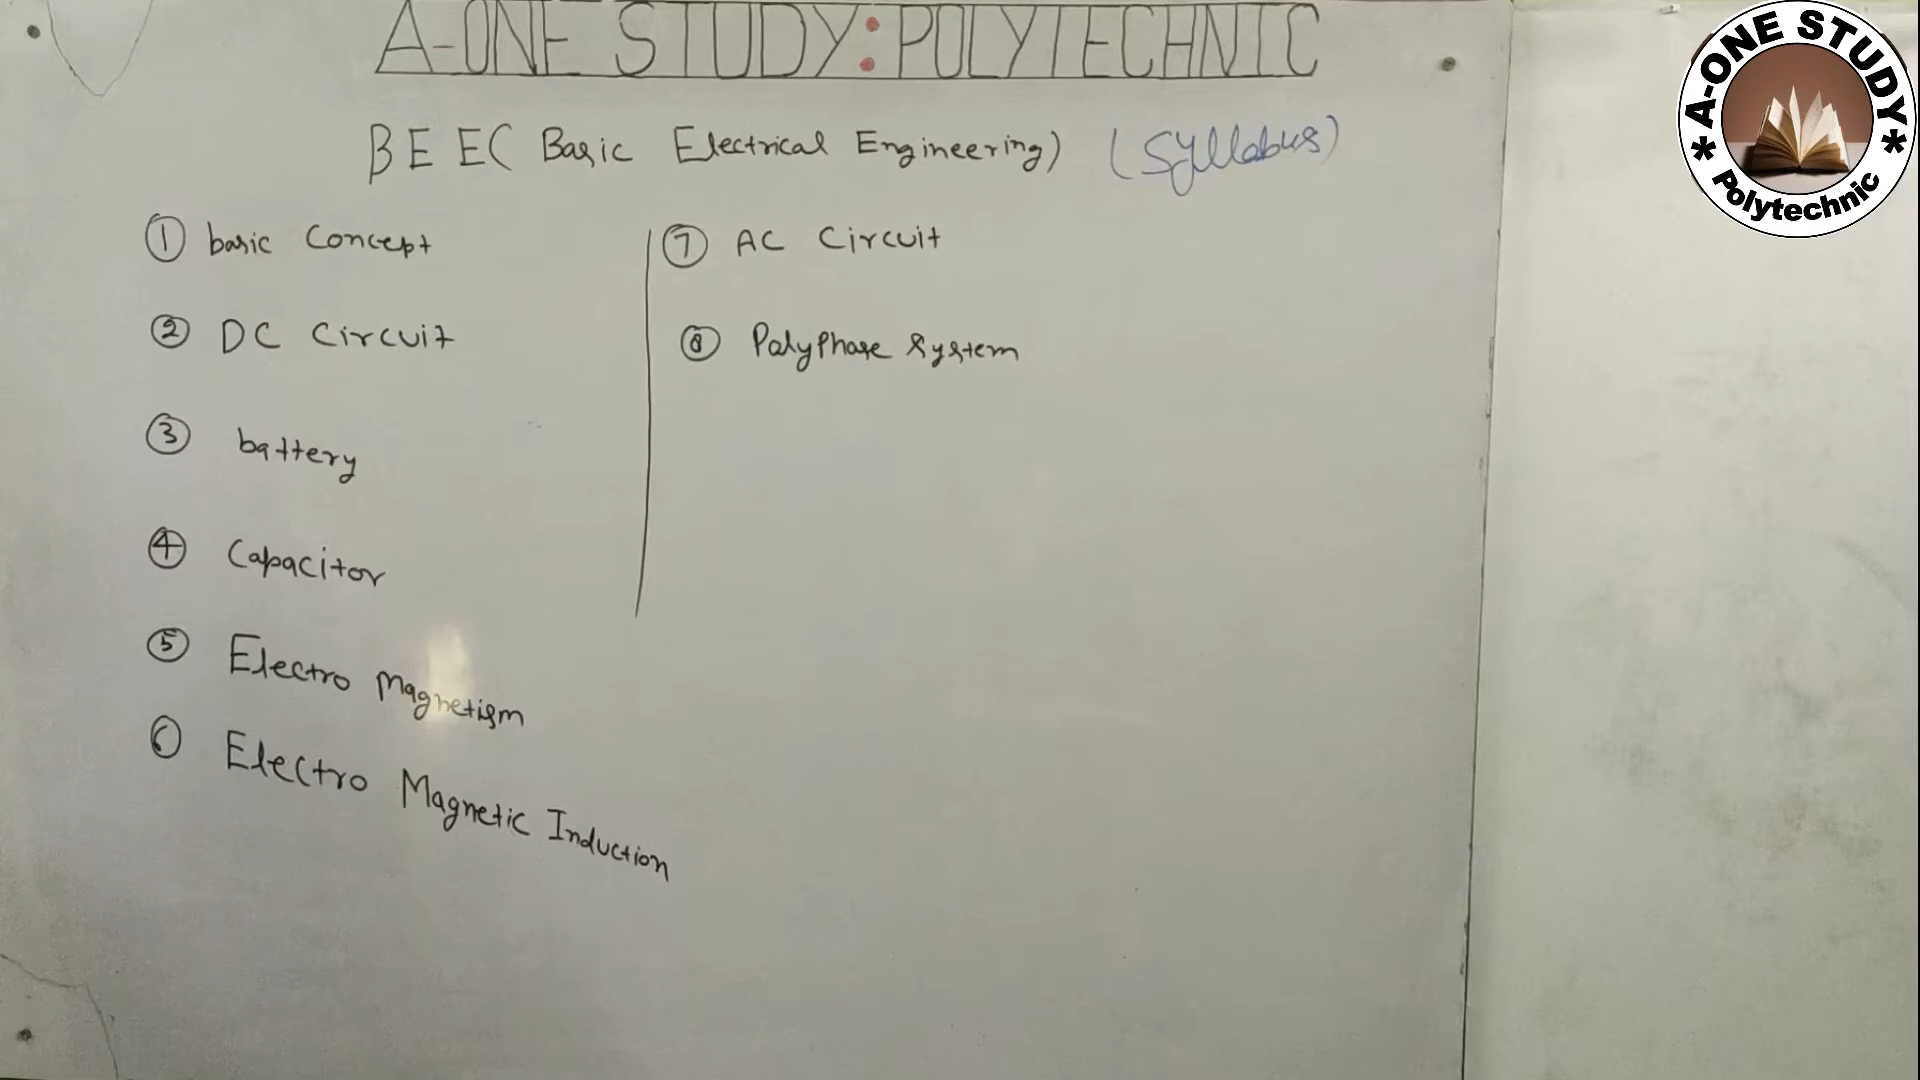 A-ONE STUDY:POLYTECHNIC
BEE( Basic Electrical Engineering) (Syllabus)
① basic Concept
② DC Circuit
③ battery
④ Capacitor
⑤ Electro Magnetism
⑥ Electro Magnetic Induction
⑦ AC Circuit
⑧ PolyPhase System
A-ONE STUDY
* Polytechnic *